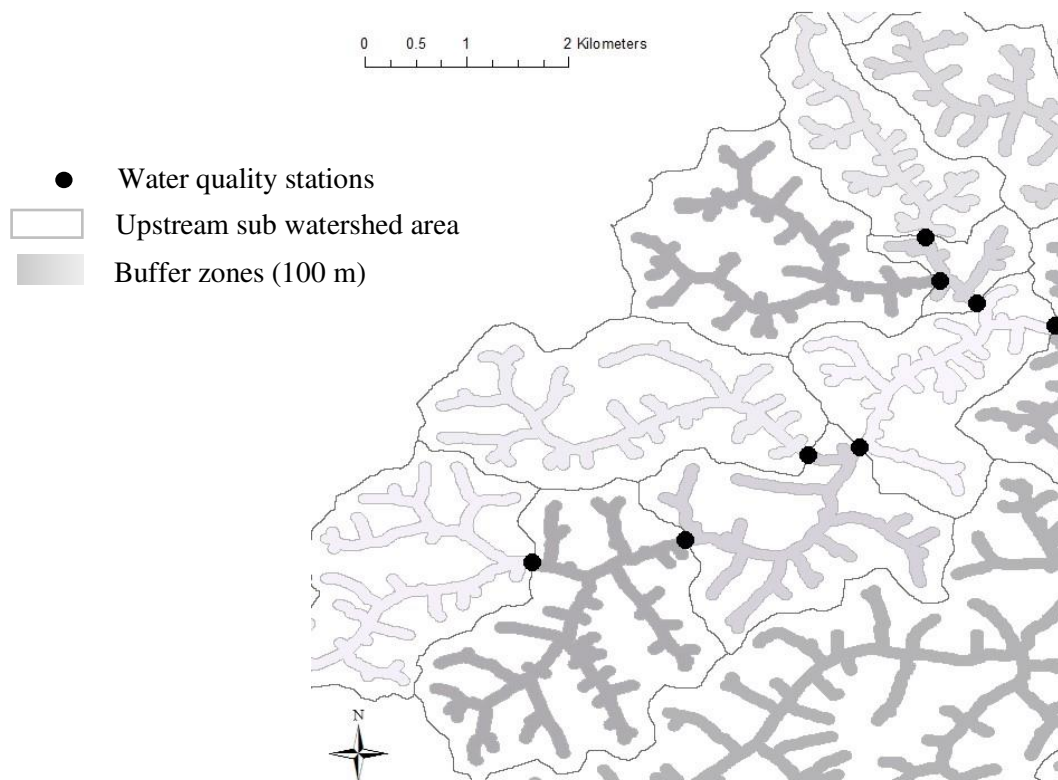 0 0.5 1 2 Kilometers
Water quality stations
Upstream sub watershed area
Buffer zones (100 m)
N